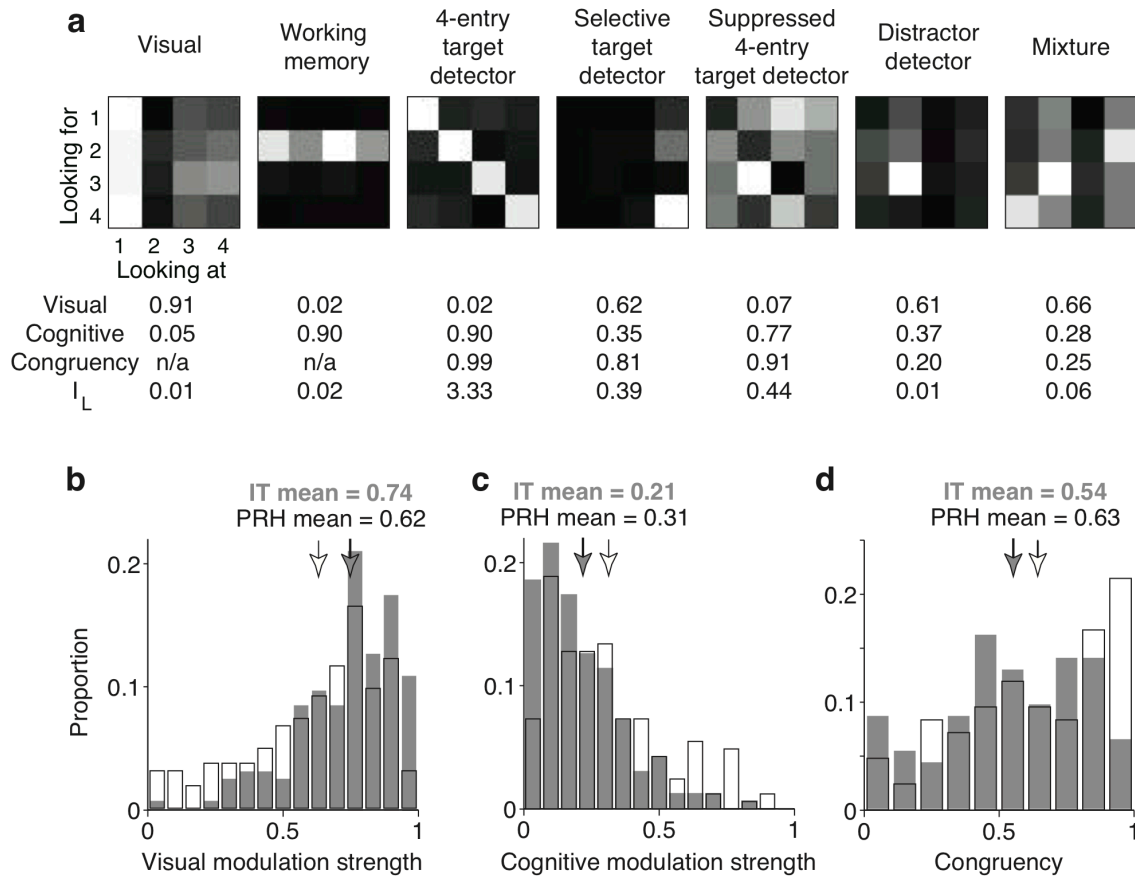 a
Visual
Working
memory
4-entry
target
detector
Selective
target
detector
Suppressed
4-entry
target detector
Distractor
detector
Mixture
Looking for
1
2
3
4
1 2 3 4
Looking at
Visual 0.91 0.02 0.02 0.62 0.07 0.61 0.66
Cognitive 0.05 0.90 0.90 0.35 0.77 0.37 0.28
Congruency n/a n/a 0.99 0.81 0.91 0.20 0.25
I_L 0.01 0.02 3.33 0.39 0.44 0.01 0.06
b
IT mean = 0.74
PRH mean = 0.62
Proportion
0.2
0.1
0
0 0.5 1
Visual modulation strength
c
IT mean = 0.21
PRH mean = 0.31
0.2
0.1
0
0 0.5 1
Cognitive modulation strength
d
IT mean = 0.54
PRH mean = 0.63
0.2
0.1
0
0 0.5 1
Congruency